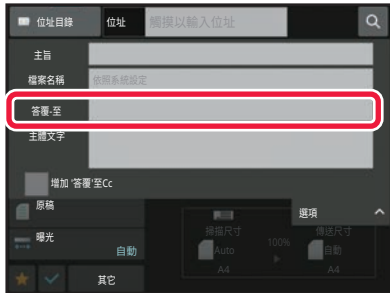 位址目錄
位址
觸摸以輸入位址
主旨
檔案名稱
依照系統設定
答覆-至
主體文字
增加 '答覆'至Cc
原稿
選項
掃描尺寸
傳送尺寸
曝光
自動
Auto
100%
自動
A4
A4
其它